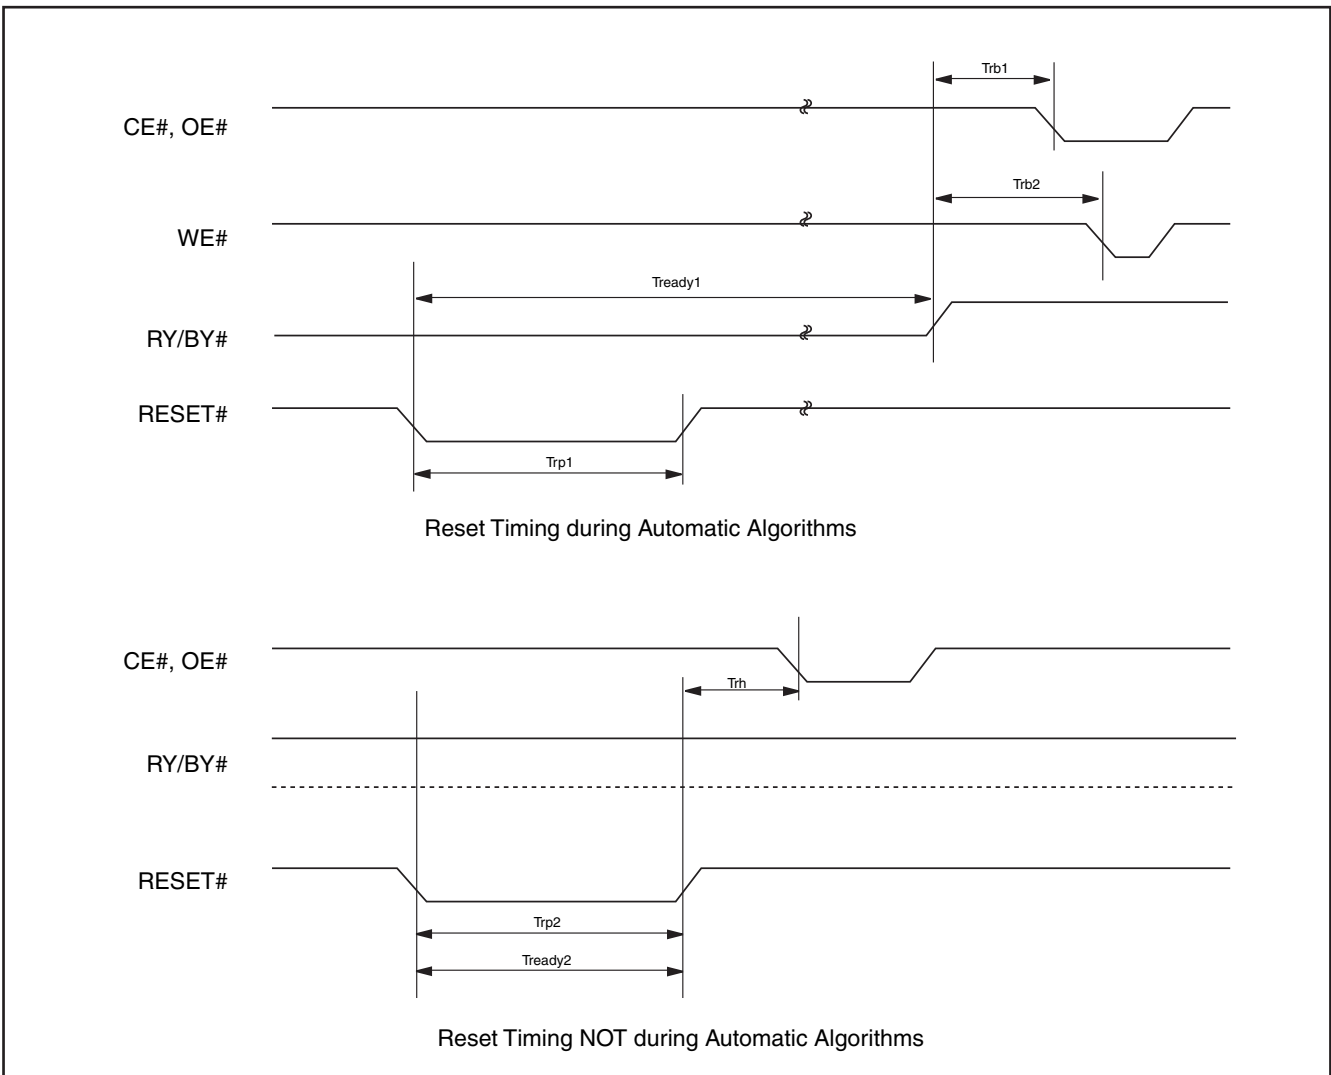 Trb1
CE#, OE#
Trb2
WE#
Tready1
RY/BY#
RESET#
Trp1
Reset Timing during Automatic Algorithms
CE#, OE#
Trh
RY/BY#
RESET#
Trp2
Tready2
Reset Timing NOT during Automatic Algorithms